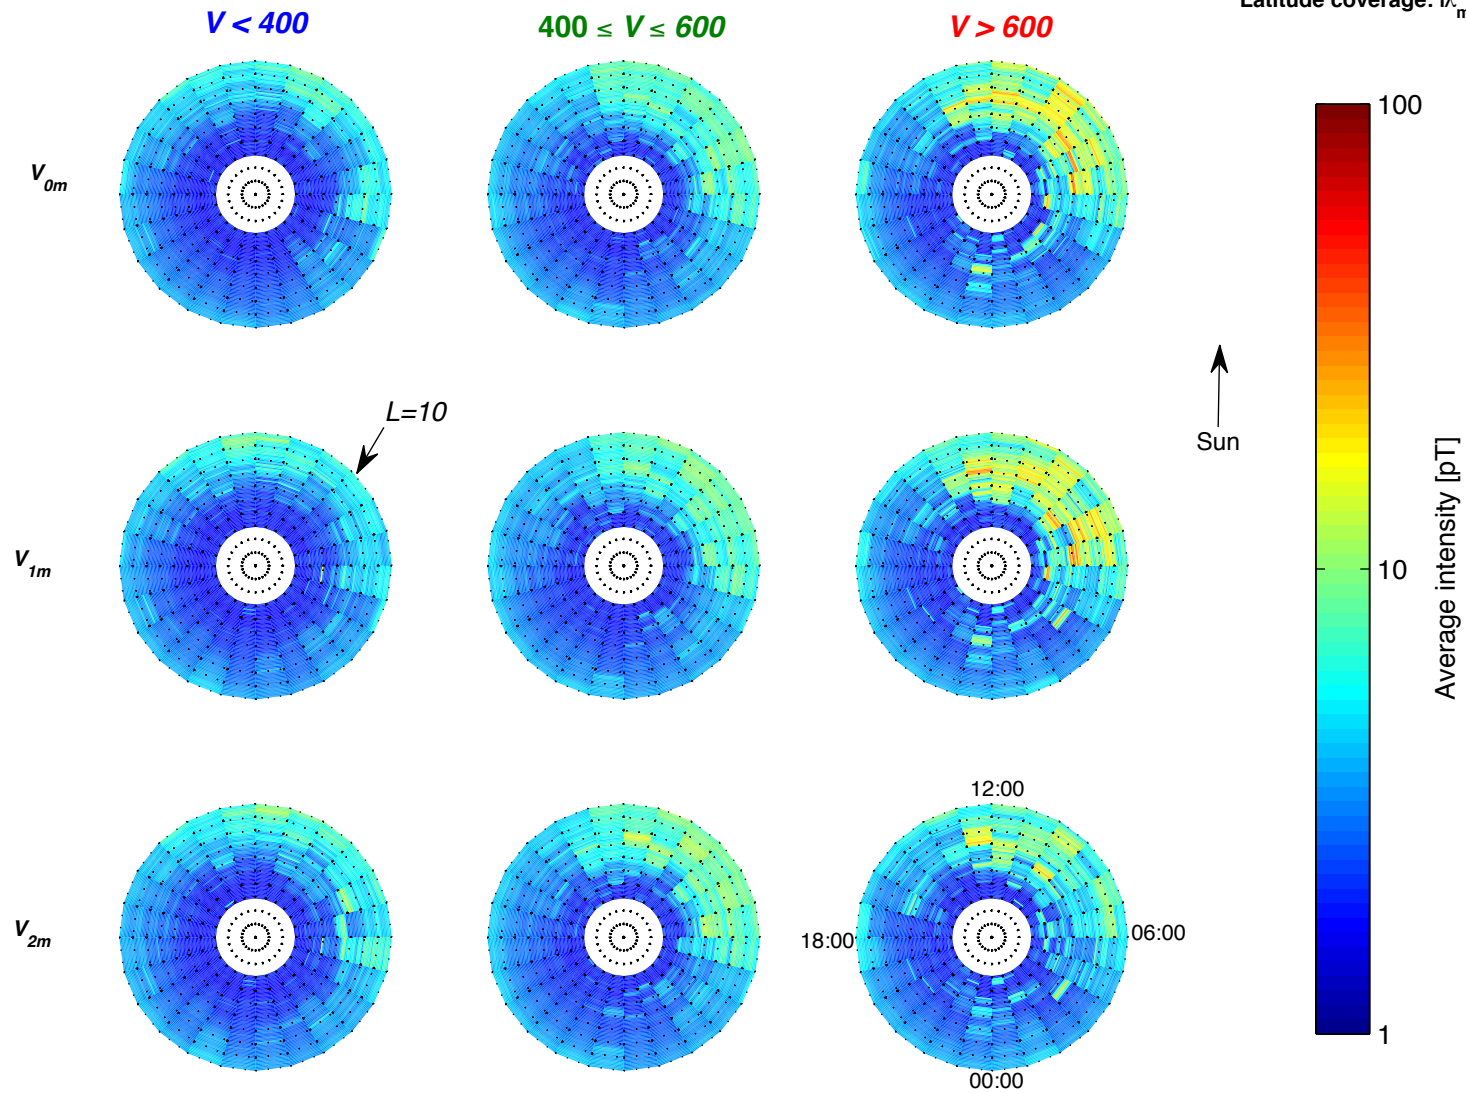 Latitude coverage: |λm
V < 400
400 ≤ V ≤ 600
V > 600
100
V0m
L=10
Sun
10
Average intensity [pT]
V1m
12:00
18:00
06:00
V2m
00:00
1